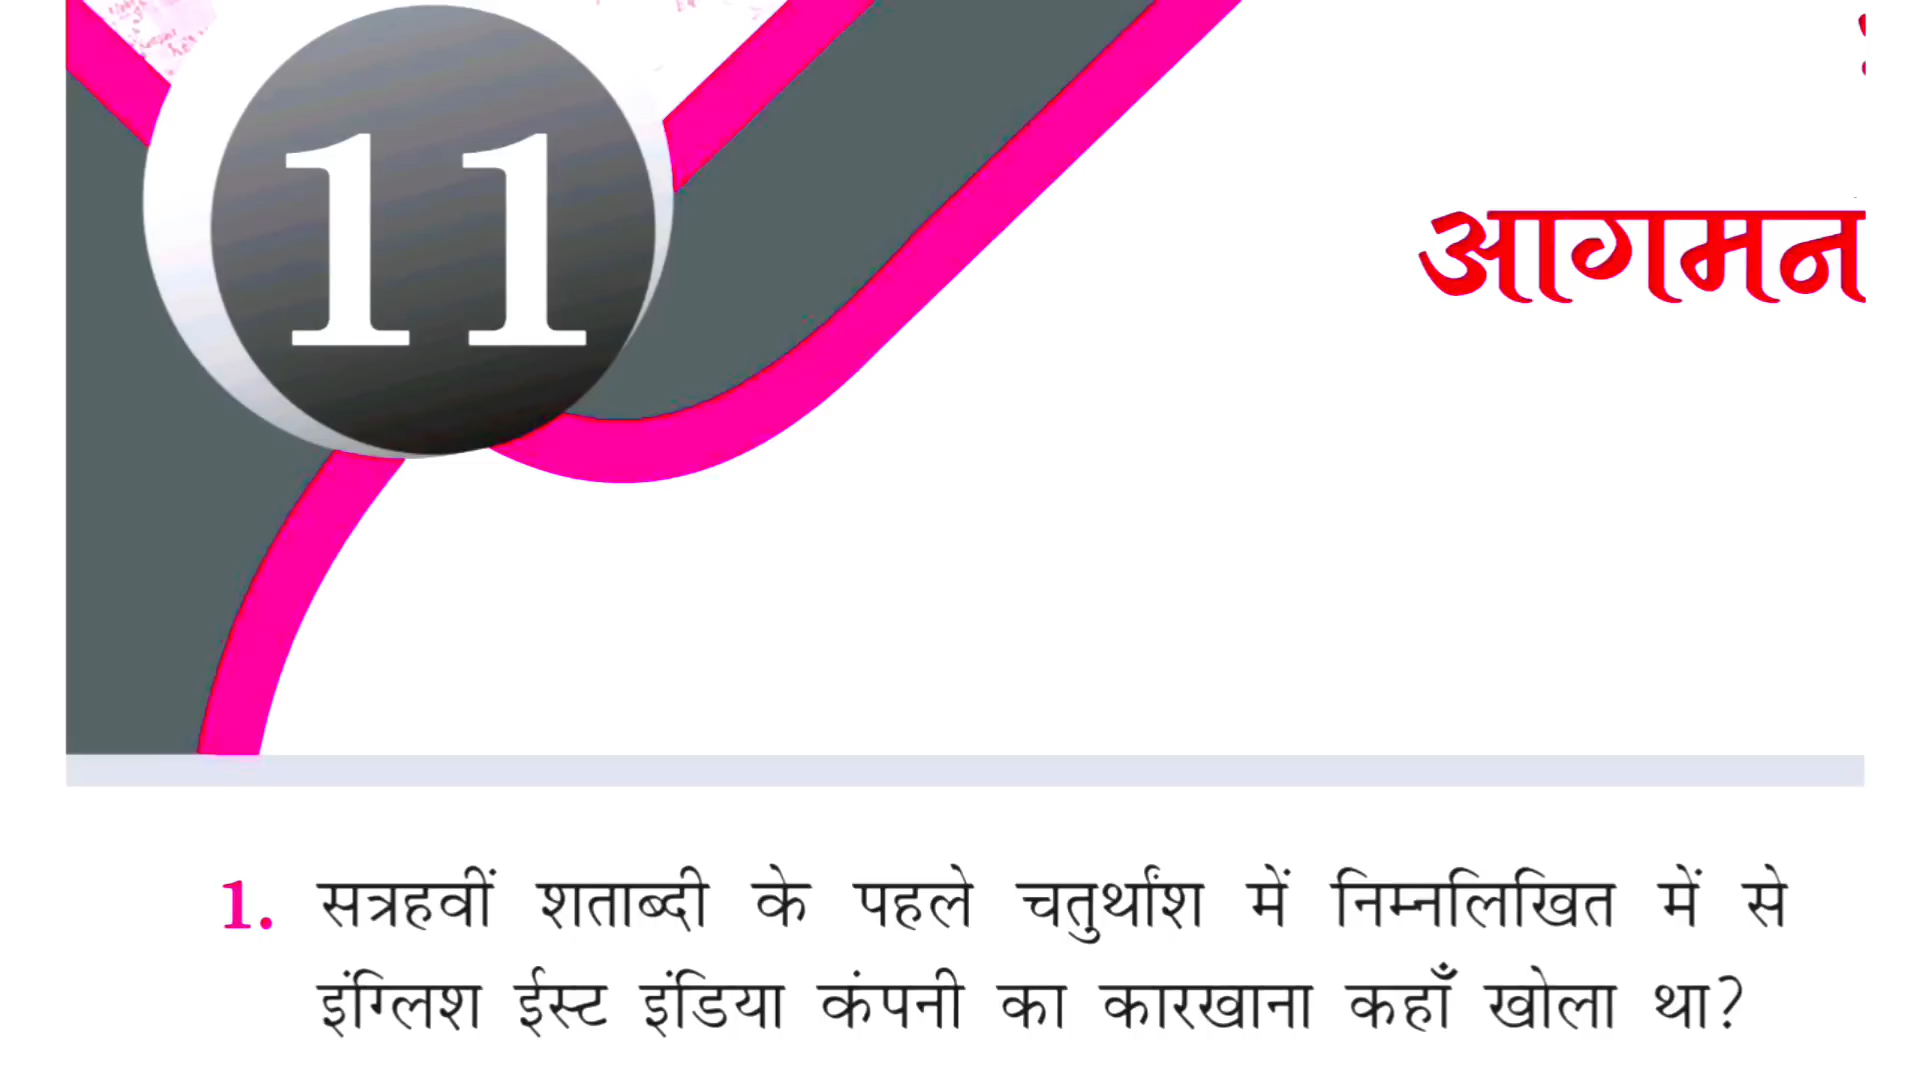 11
आगमन
1. सत्रहवीं शताब्दी के पहले चतुर्थांश में निम्नलिखित में से
इंग्लिश ईस्ट इंडिया कंपनी का कारखाना कहाँ खोला था?